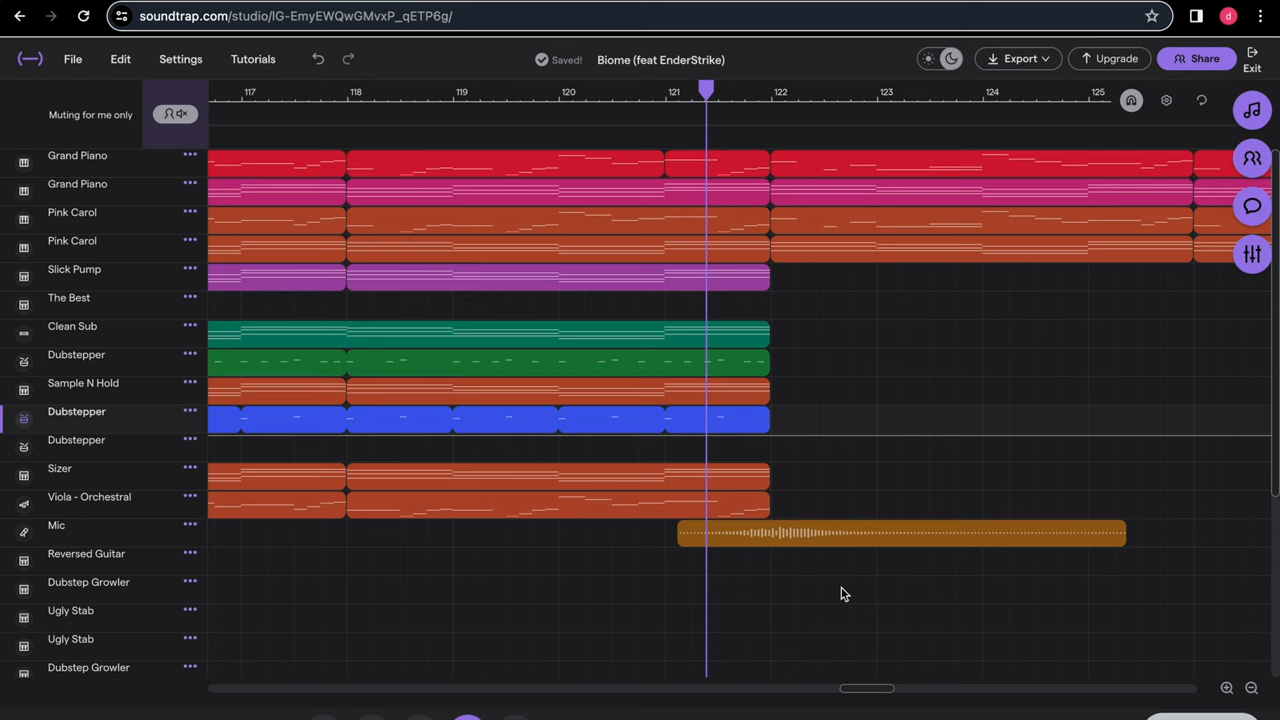 soundtrap.com/studio/IG-EmyEWQwGMvxP_qETP6g/
d
File Edit Settings Tutorials Saved! Biome (feat EnderStrike) Export Upgrade Share Exit
117 118 119 120 121 122 123 124 125
Muting for me only
Grand Piano
Grand Piano
Pink Carol
Pink Carol
Slick Pump
The Best
808 Clean Sub
Dubstepper
Sample N Hold
Dubstepper
Dubstepper
Sizer
Viola - Orchestral
Mic
Reversed Guitar
Dubstep Growler
Ugly Stab
Ugly Stab
Dubstep Growler